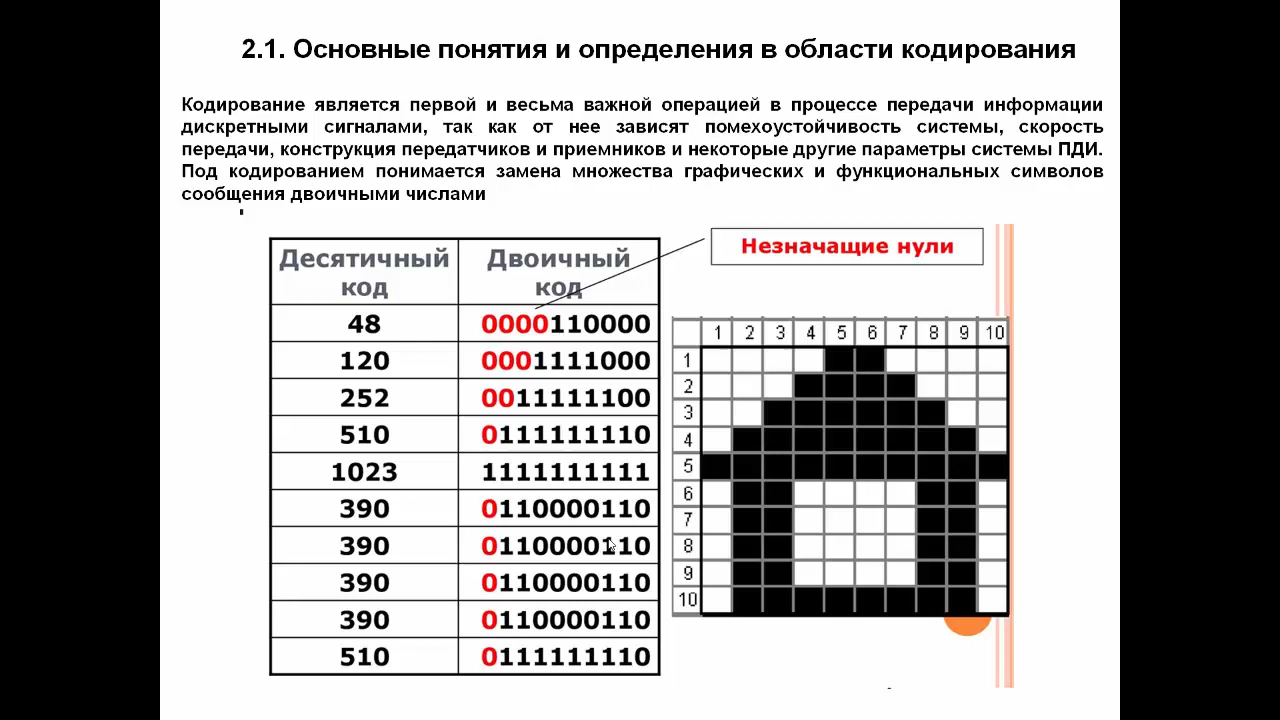 2.1. Основные понятия и определения в области кодирования
Кодирование является первой и весьма важной операцией в процессе передачи информации
дискретными сигналами, так как от нее зависят помехоустойчивость системы, скорость
передачи, конструкция передатчиков и приемников и некоторые другие параметры системы ПДИ.
Под кодированием понимается замена множества графических и функциональных символов
сообщения двоичными числами
Незначащие нули
Десятичный код Двоичный код
48 0000110000
120 0001111000
252 0011111100
510 0111111110
1023 1111111111
390 0110000110
390 0110000110
390 0110000110
390 0110000110
510 0111111110
1 2 3 4 5 6 7 8 9 10
1
2
3
4
5
6
7
8
9
10